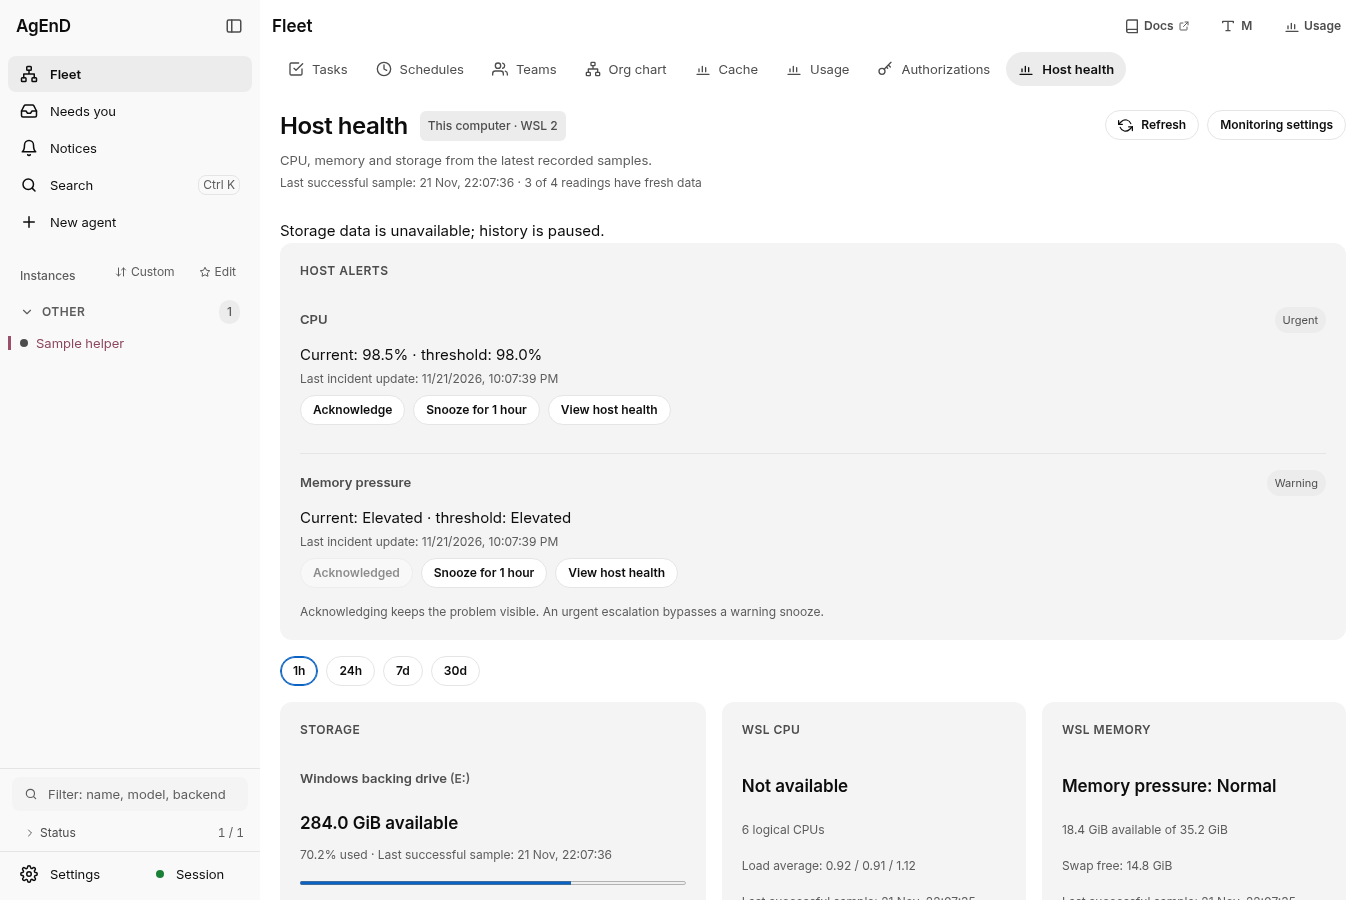 AgEnD
Fleet
Needs you
Notices
Search Ctrl K
New agent
Instances Custom Edit
OTHER 1
Sample helper
Filter: name, model, backend
Status 1 / 1
Settings Session
Fleet
Docs M Usage
Tasks Schedules Teams Org chart Cache Usage Authorizations Host health
Host health This computer · WSL 2 Refresh Monitoring settings
CPU, memory and storage from the latest recorded samples.
Last successful sample: 21 Nov, 22:07:36 · 3 of 4 readings have fresh data
Storage data is unavailable; history is paused.
HOST ALERTS
CPU Urgent
Current: 98.5% · threshold: 98.0%
Last incident update: 11/21/2026, 10:07:39 PM
Acknowledge Snooze for 1 hour View host health
Memory pressure Warning
Current: Elevated · threshold: Elevated
Last incident update: 11/21/2026, 10:07:39 PM
Acknowledged Snooze for 1 hour View host health
Acknowledging keeps the problem visible. An urgent escalation bypasses a warning snooze.
1h 24h 7d 30d
STORAGE
Windows backing drive (E:)
284.0 GiB available
70.2% used · Last successful sample: 21 Nov, 22:07:36
WSL CPU
Not available
6 logical CPUs
Load average: 0.92 / 0.91 / 1.12
WSL MEMORY
Memory pressure: Normal
18.4 GiB available of 35.2 GiB
Swap free: 14.8 GiB